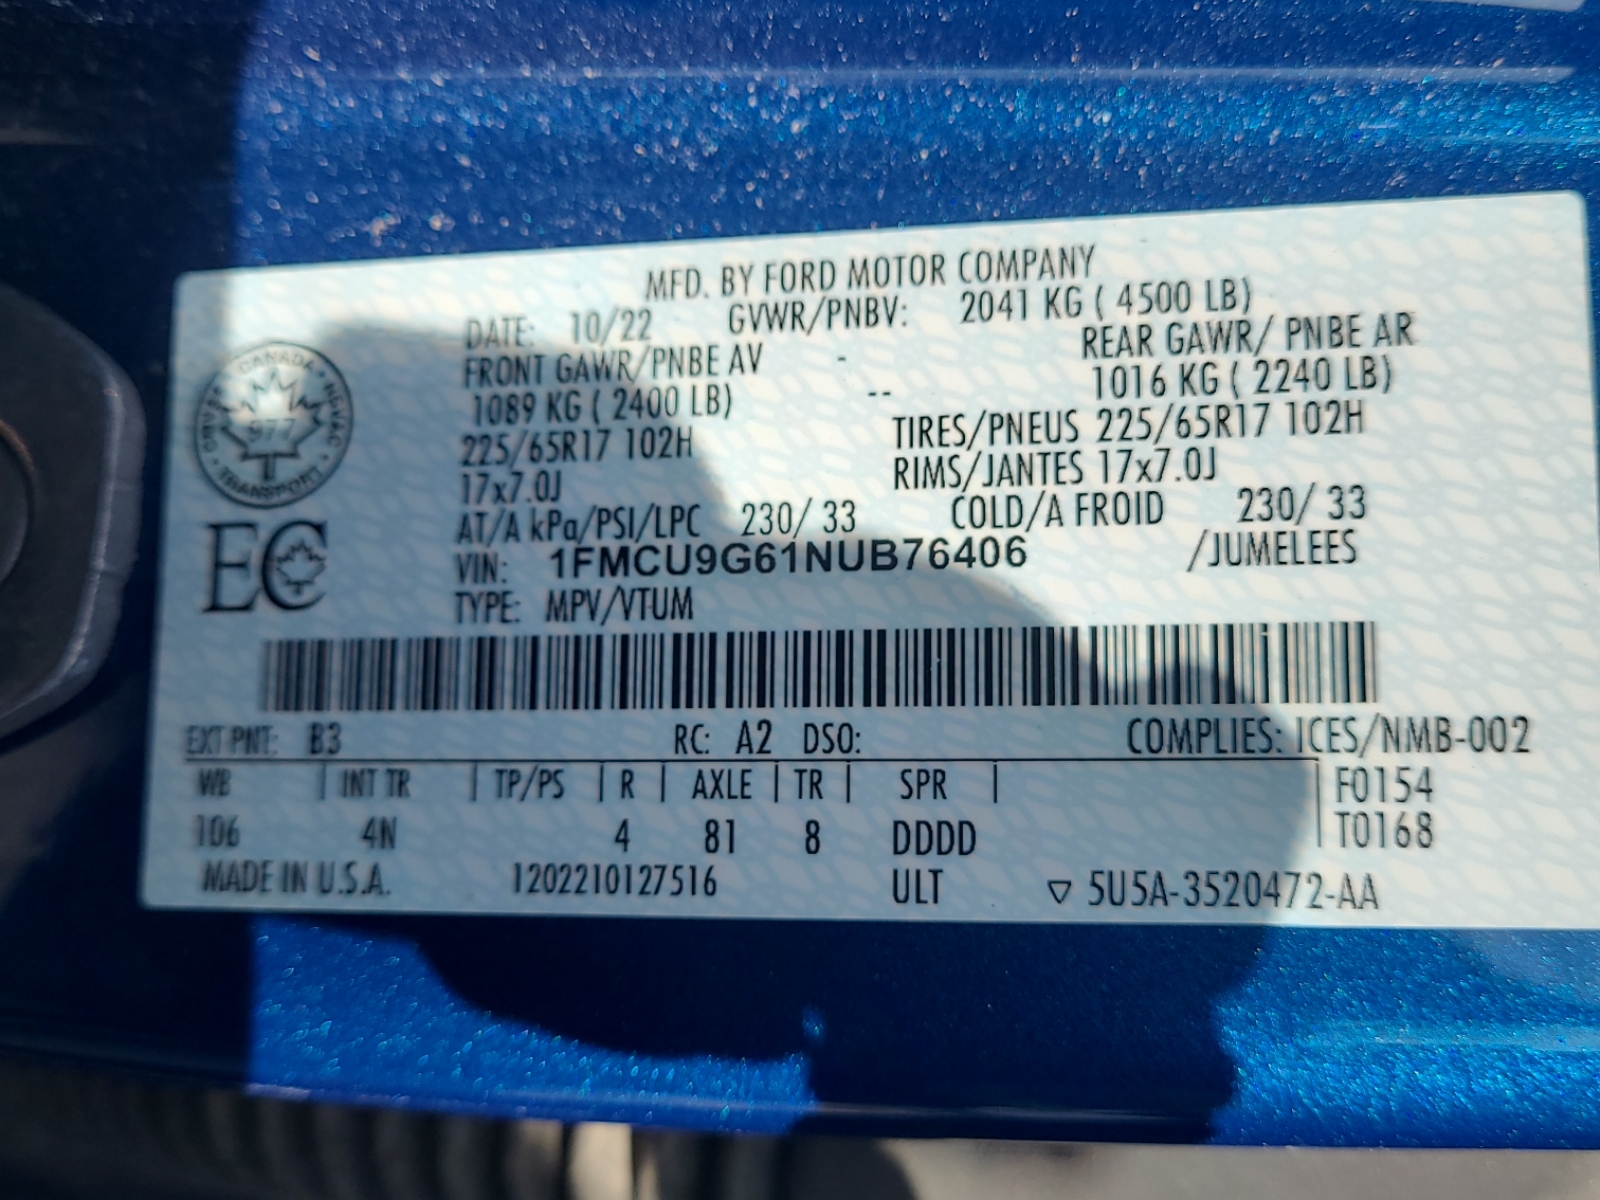 MFD. BY FORD MOTOR COMPANY
DATE: 10/22 GVWR/PNBV: 2041 KG ( 4500 LB)
FRONT GAWR/PNBE AV - REAR GAWR/ PNBE AR
1089 KG ( 2400 LB) -- 1016 KG ( 2240 LB)
225/65R17 102H TIRES/PNEUS 225/65R17 102H
17x7.0J RIMS/JANTES 17x7.0J
AT/A kPa/PSI/LPC 230/ 33 COLD/A FROID 230/ 33
VIN: 1FMCU9G61NUB76406 /JUMELEES
TYPE: MPV/VTUM
CANADA
TRANSPORT
977
EC
EXT PNT: B3 RC: A2 DSO: COMPLIES: ICES/NMB-002
WB | INT TR | TP/PS | R | AXLE | TR | SPR | | F0154
106 4N 4 81 8 DDDD | T0168
MADE IN U.S.A. 1202210127516 ULT ▽ 5U5A-3520472-AA